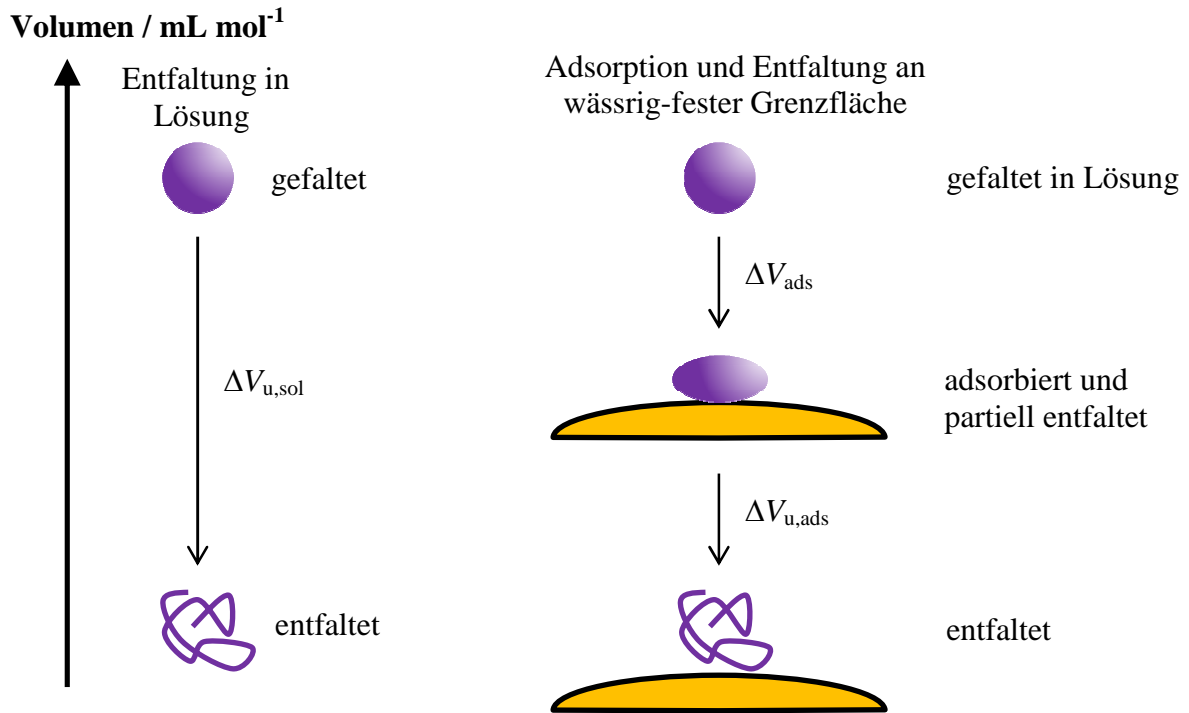 Volumen / mL mol⁻¹
Entfaltung in
Lösung
gefaltet
ΔVu,sol
entfaltet
Adsorption und Entfaltung an
wässrig-fester Grenzfläche
gefaltet in Lösung
ΔVads
adsorbiert und
partiell entfaltet
ΔVu,ads
entfaltet